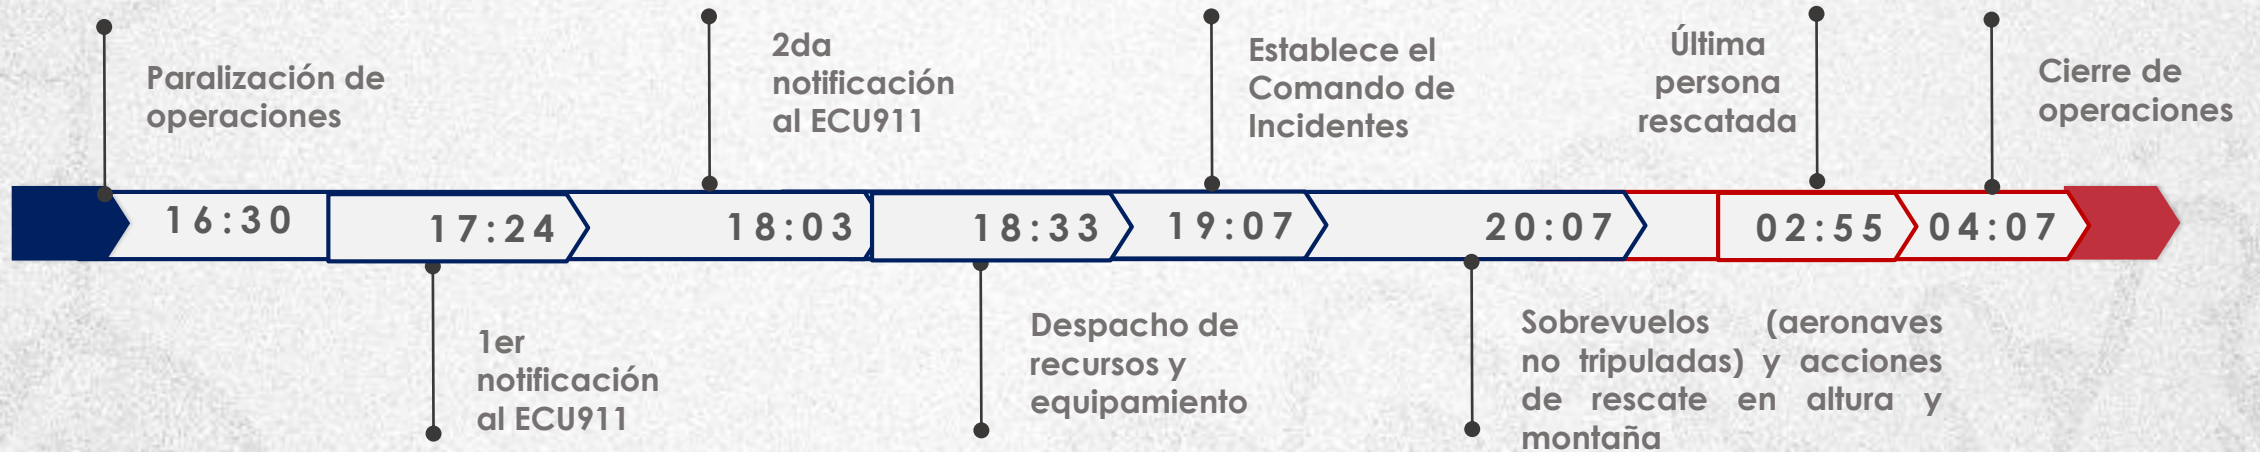 Paralización de
operaciones
2da
notificación
al ECU911
Establece el
Comando de
Incidentes
Última
persona
rescatada
Cierre de
operaciones
16:30
17:24
18:03
18:33
19:07
20:07
02:55
04:07
1er
notificación
al ECU911
Despacho de
recursos y
equipamiento
Sobrevuelos (aeronaves
no tripuladas) y acciones
de rescate en altura y
montaña